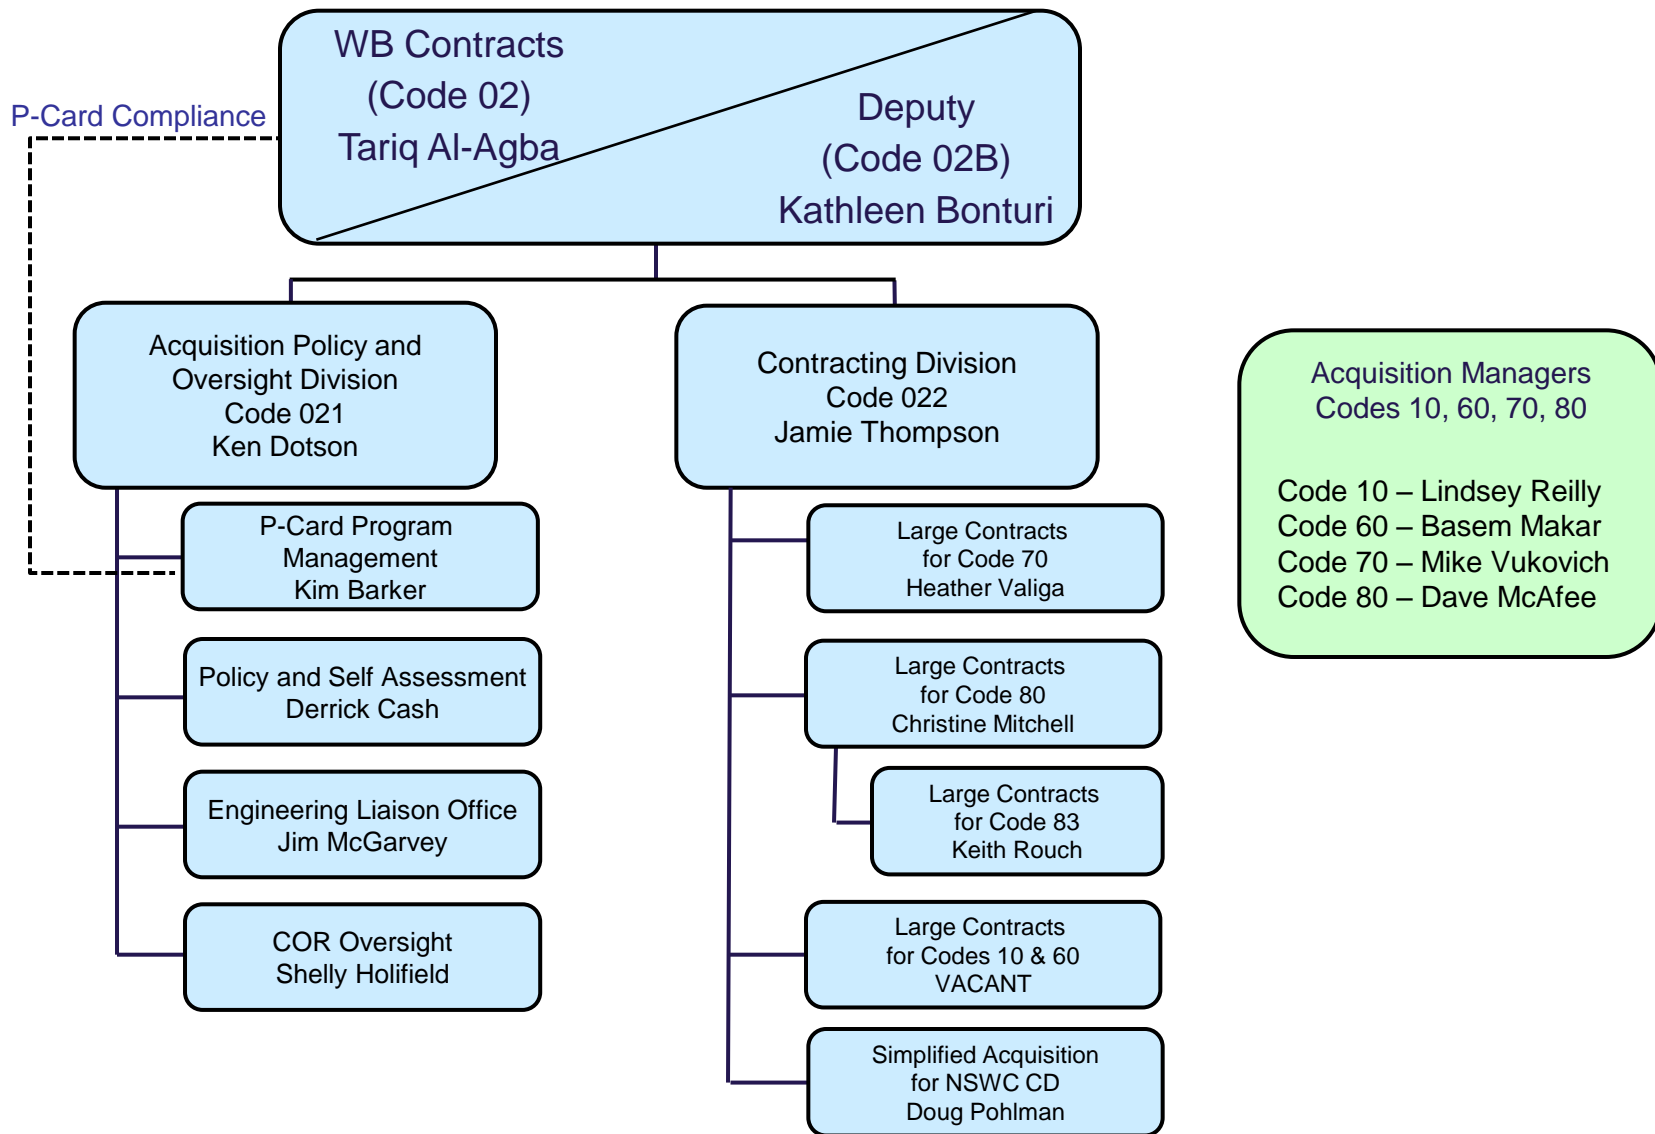 WB Contracts
(Code 02)
Tariq Al-Agba
Deputy
(Code 02B)
Kathleen Bonturi
P-Card Compliance
Acquisition Policy and
Oversight Division
Code 021
Ken Dotson
P-Card Program
Management
Kim Barker
Policy and Self Assessment
Derrick Cash
Engineering Liaison Office
Jim McGarvey
COR Oversight
Shelly Holifield
Contracting Division
Code 022
Jamie Thompson
Large Contracts
for Code 70
Heather Valiga
Large Contracts
for Code 80
Christine Mitchell
Large Contracts
for Code 83
Keith Rouch
Large Contracts
for Codes 10 & 60
VACANT
Simplified Acquisition
for NSWC CD
Doug Pohlman
Acquisition Managers
Codes 10, 60, 70, 80
Code 10 – Lindsey Reilly
Code 60 – Basem Makar
Code 70 – Mike Vukovich
Code 80 – Dave McAfee